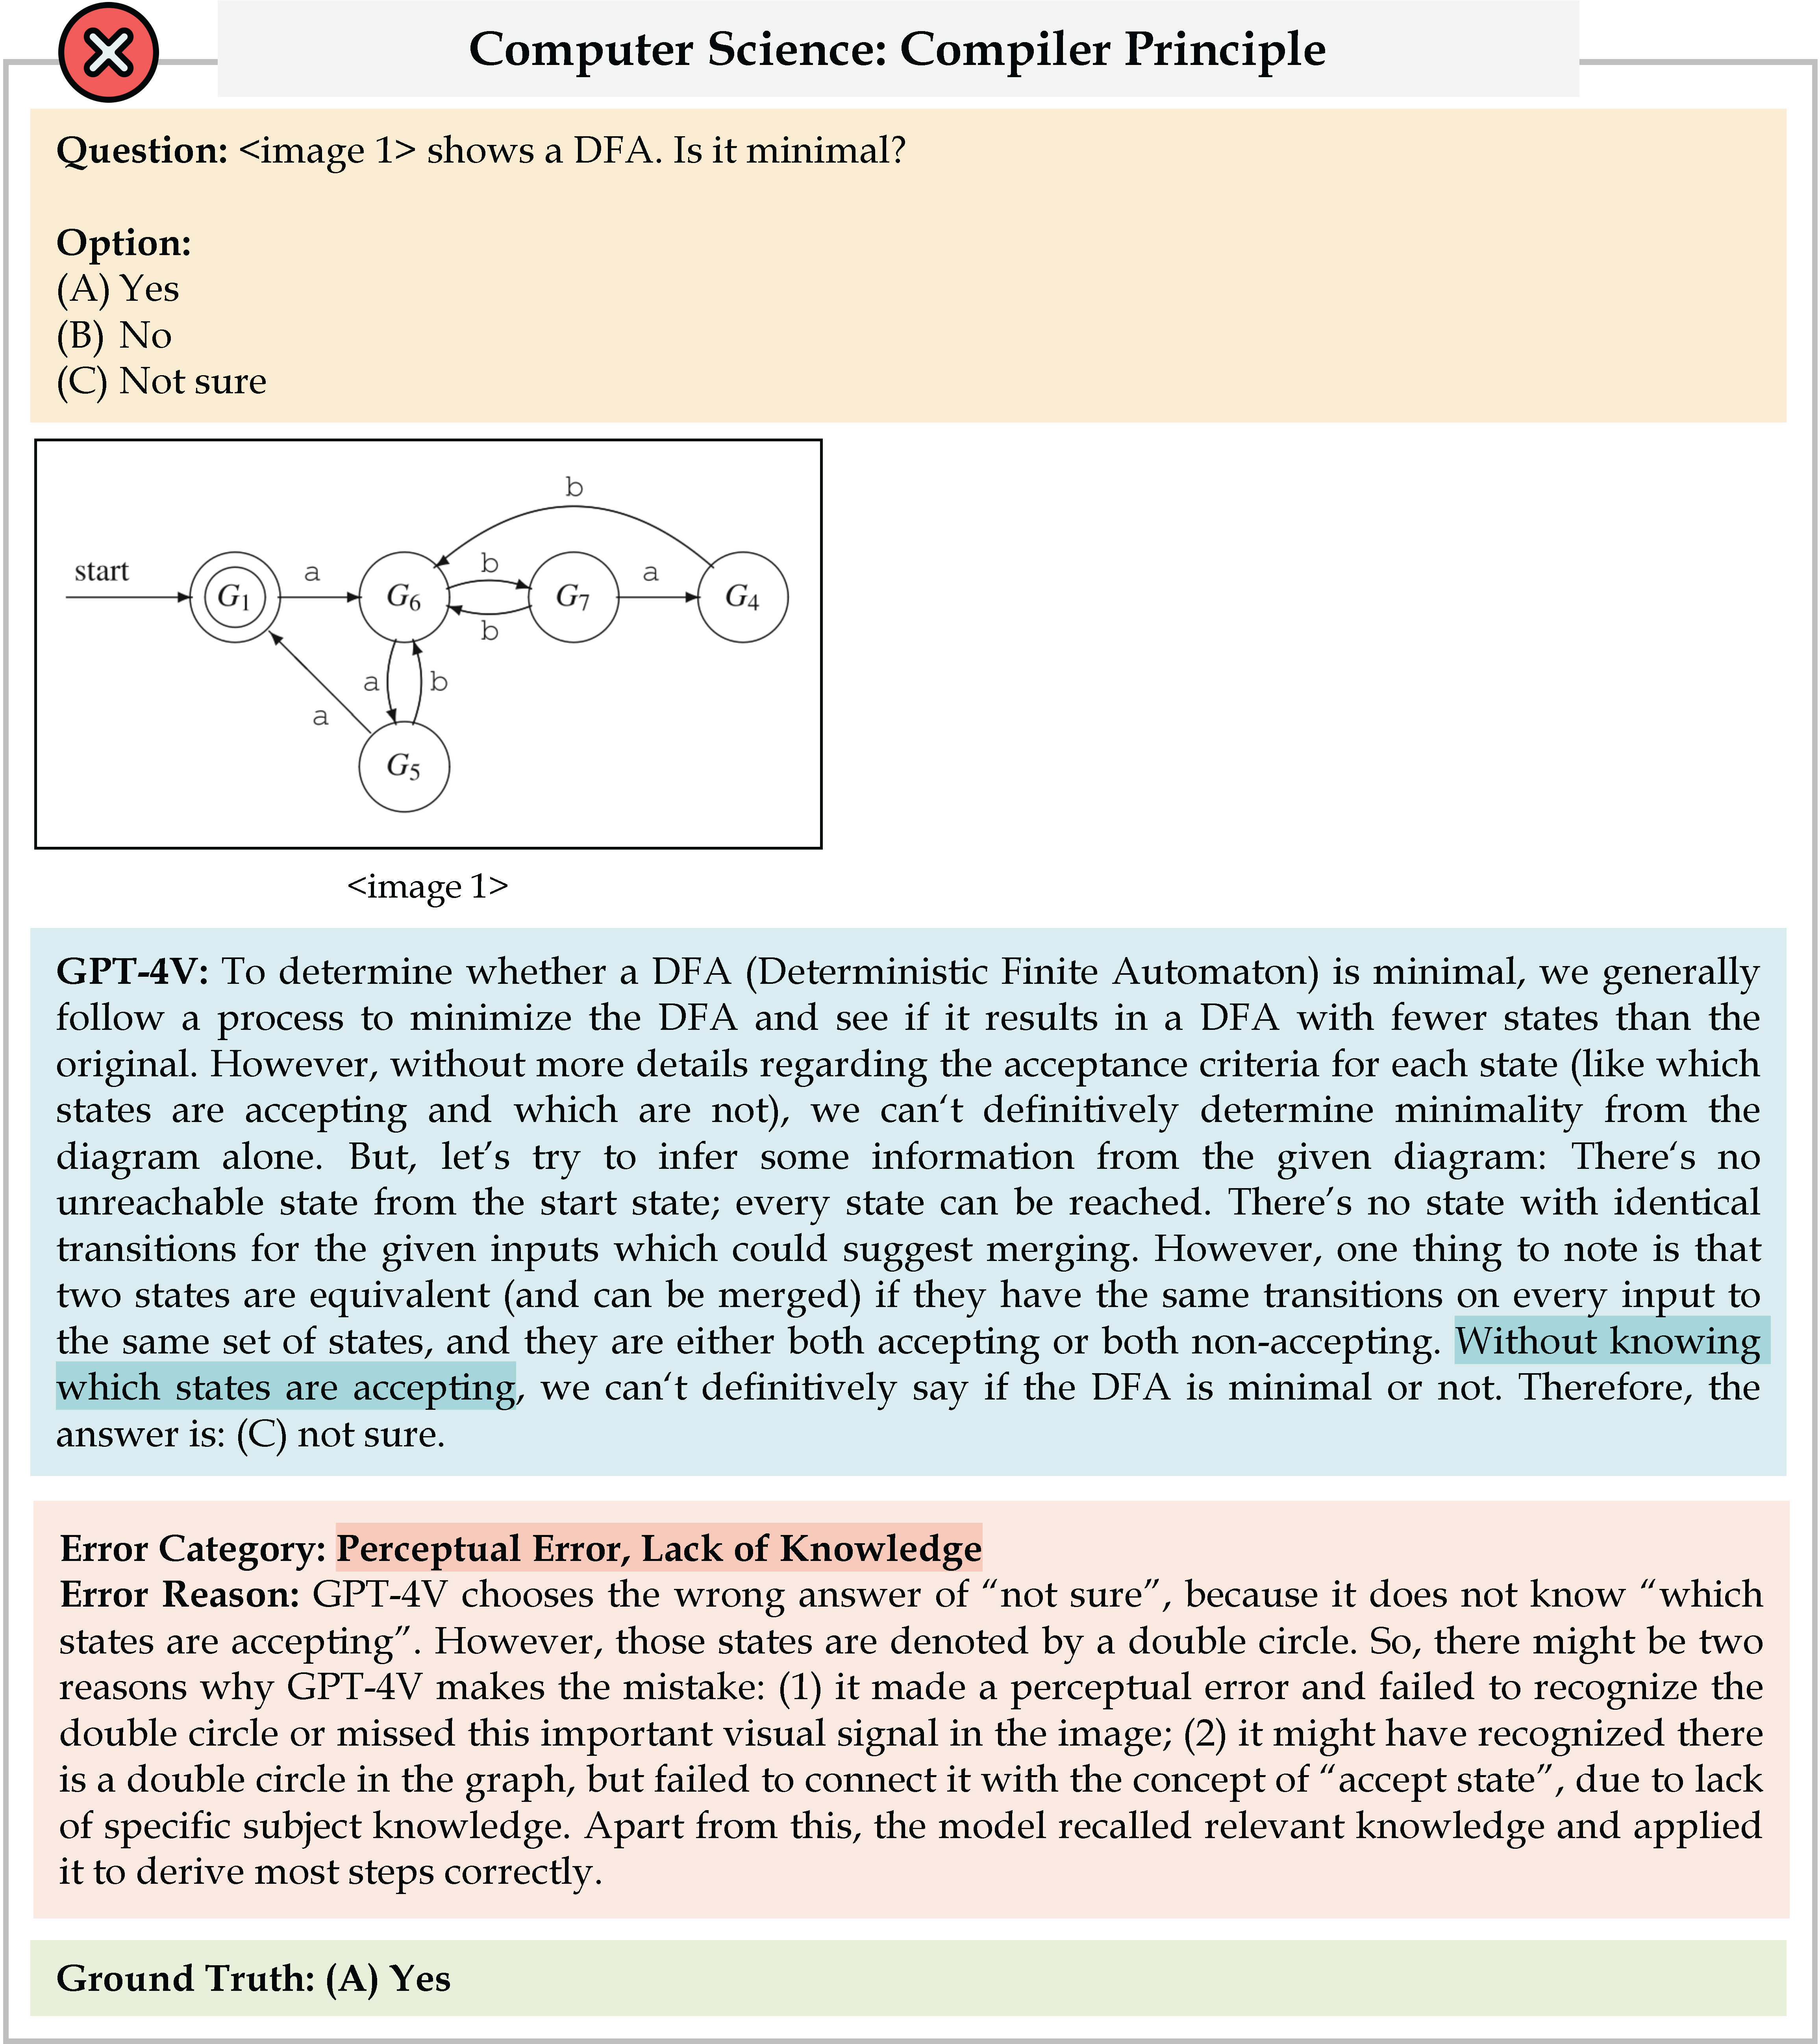 Computer Science: Compiler Principle
Question: <image 1> shows a DFA. Is it minimal?
Option:
(A) Yes
(B) No
(C) Not sure
b
start
G1
a
G6
b
b
G7
a
G4
a
b
a
G5
<image 1>
GPT-4V: To determine whether a DFA (Deterministic Finite Automaton) is minimal, we generally
follow a process to minimize the DFA and see if it results in a DFA with fewer states than the
original. However, without more details regarding the acceptance criteria for each state (like which
states are accepting and which are not), we can‘t definitively determine minimality from the
diagram alone. But, let’s try to infer some information from the given diagram: There‘s no
unreachable state from the start state; every state can be reached. There’s no state with identical
transitions for the given inputs which could suggest merging. However, one thing to note is that
two states are equivalent (and can be merged) if they have the same transitions on every input to
the same set of states, and they are either both accepting or both non-accepting. Without knowing
which states are accepting, we can‘t definitively say if the DFA is minimal or not. Therefore, the
answer is: (C) not sure.
Error Category: Perceptual Error, Lack of Knowledge
Error Reason: GPT-4V chooses the wrong answer of “not sure”, because it does not know “which
states are accepting”. However, those states are denoted by a double circle. So, there might be two
reasons why GPT-4V makes the mistake: (1) it made a perceptual error and failed to recognize the
double circle or missed this important visual signal in the image; (2) it might have recognized there
is a double circle in the graph, but failed to connect it with the concept of “accept state”, due to lack
of specific subject knowledge. Apart from this, the model recalled relevant knowledge and applied
it to derive most steps correctly.
Ground Truth: (A) Yes